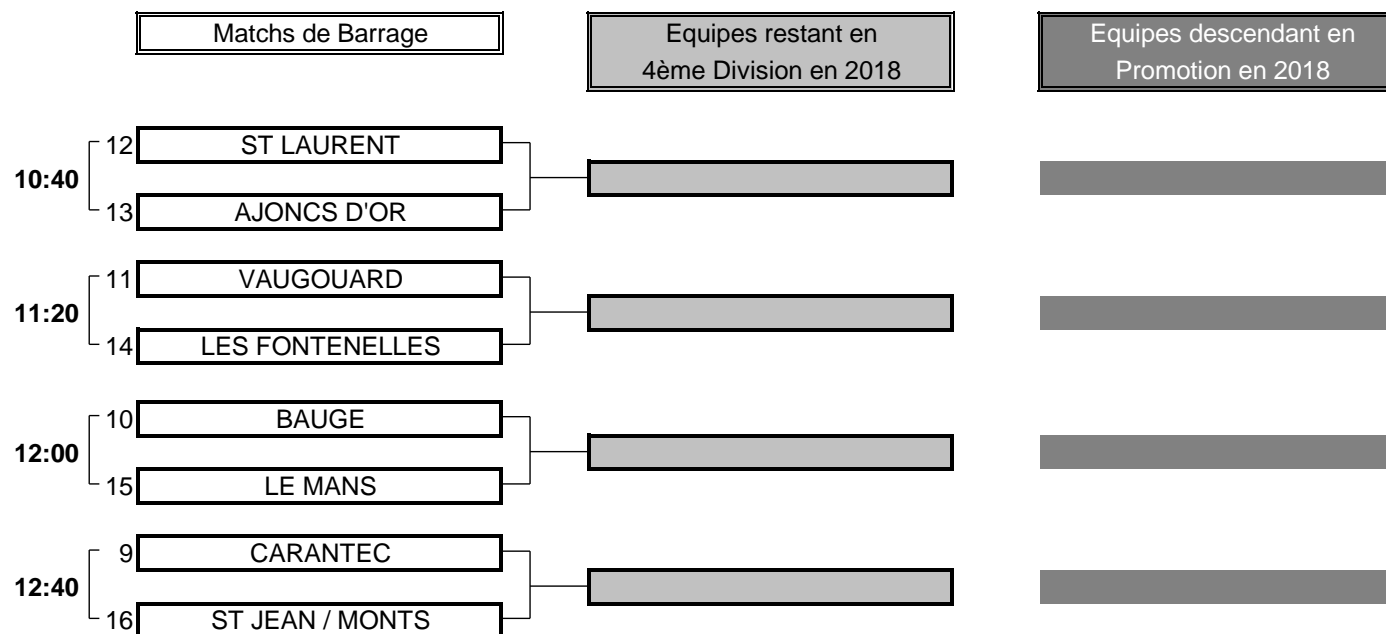 Matchs de Barrage
Equipes restant en
4ème Division en 2018
Equipes descendant en
Promotion en 2018
12 ST LAURENT
10:40
13 AJONCS D'OR
11 VAUGOUARD
11:20
14 LES FONTENELLES
10 BAUGE
12:00
15 LE MANS
9 CARANTEC
12:40
16 ST JEAN / MONTS